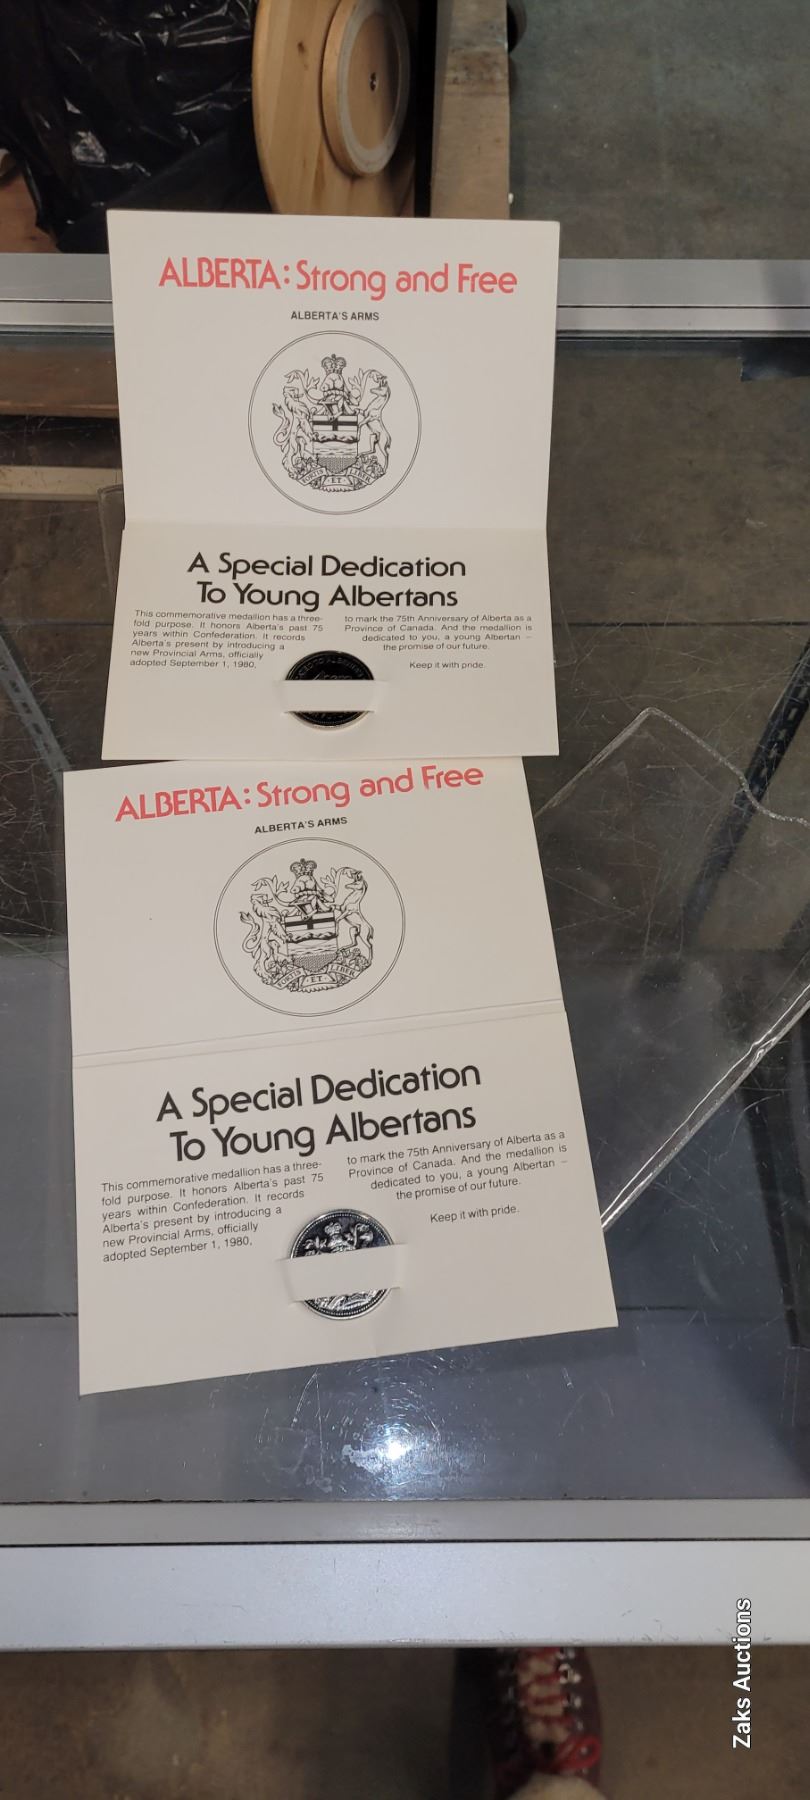 ALBERTA: Strong and Free
ALBERTA'S ARMS
FORTIS ET LIBER
A Special Dedication
To Young Albertans
This commemorative medallion has a three-
fold purpose. It honors Alberta's past 75
years within Confederation. It records
Alberta's present by introducing a
new Provincial Arms, officially
adopted September 1, 1980,
to mark the 75th Anniversary of Alberta as a
Province of Canada. And the medallion is
dedicated to you, a young Albertan –
the promise of our future.
Keep it with pride.
ALBERTA: Strong and Free
ALBERTA'S ARMS
FORTIS ET LIBER
A Special Dedication
To Young Albertans
This commemorative medallion has a three-
fold purpose. It honors Alberta's past 75
years within Confederation. It records
Alberta's present by introducing a
new Provincial Arms, officially
adopted September 1, 1980,
to mark the 75th Anniversary of Alberta as a
Province of Canada. And the medallion is
dedicated to you, a young Albertan –
the promise of our future.
Keep it with pride.
Zaks Auctions